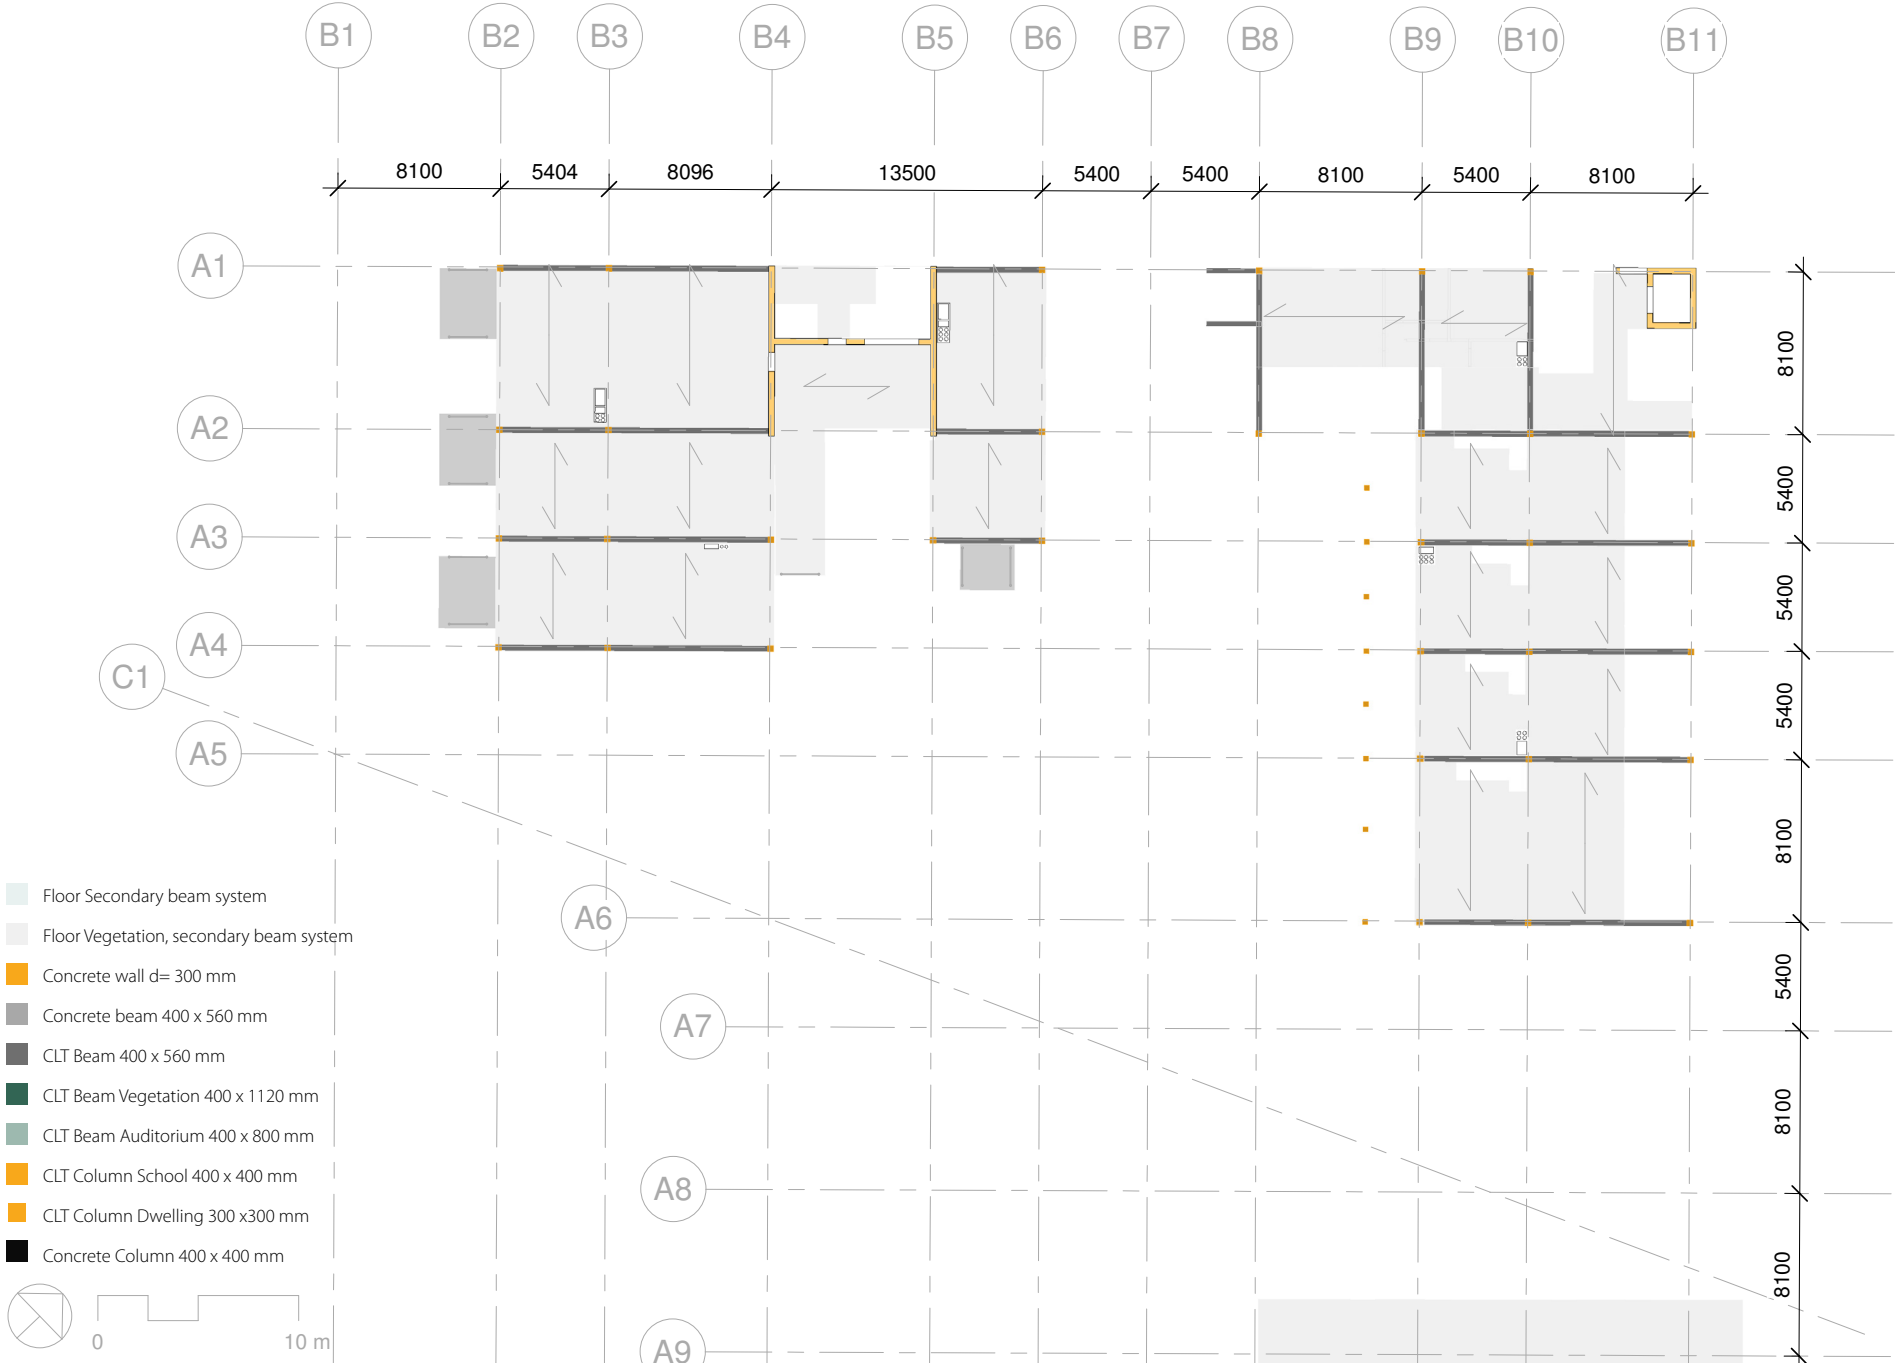 B1 B2 B3 B4 B5 B6 B7 B8 B9 B10 B11
8100 5404 8096 13500 5400 5400 8100 5400 8100
A1
8100
A2
5400
A3
5400
A4
C1
5400
A5
8100
Floor Secondary beam system
A6
Floor Vegetation, secondary beam system
Concrete wall d= 300 mm
5400
Concrete beam 400 x 560 mm
A7
CLT Beam 400 x 560 mm
CLT Beam Vegetation 400 x 1120 mm
8100
CLT Beam Auditorium 400 x 800 mm
CLT Column School 400 x 400 mm
A8
CLT Column Dwelling 300 x300 mm
Concrete Column 400 x 400 mm
8100
0 10 m
A9